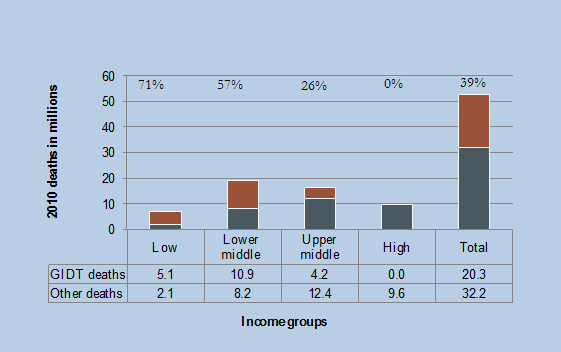 71% 57% 26% 0% 39%
60
50
40
30
20
10
0
2010 deaths in millions
Low Lower middle Upper middle High Total
GIDT deaths 5.1 10.9 4.2 0.0 20.3
Other deaths 2.1 8.2 12.4 9.6 32.2
Income groups